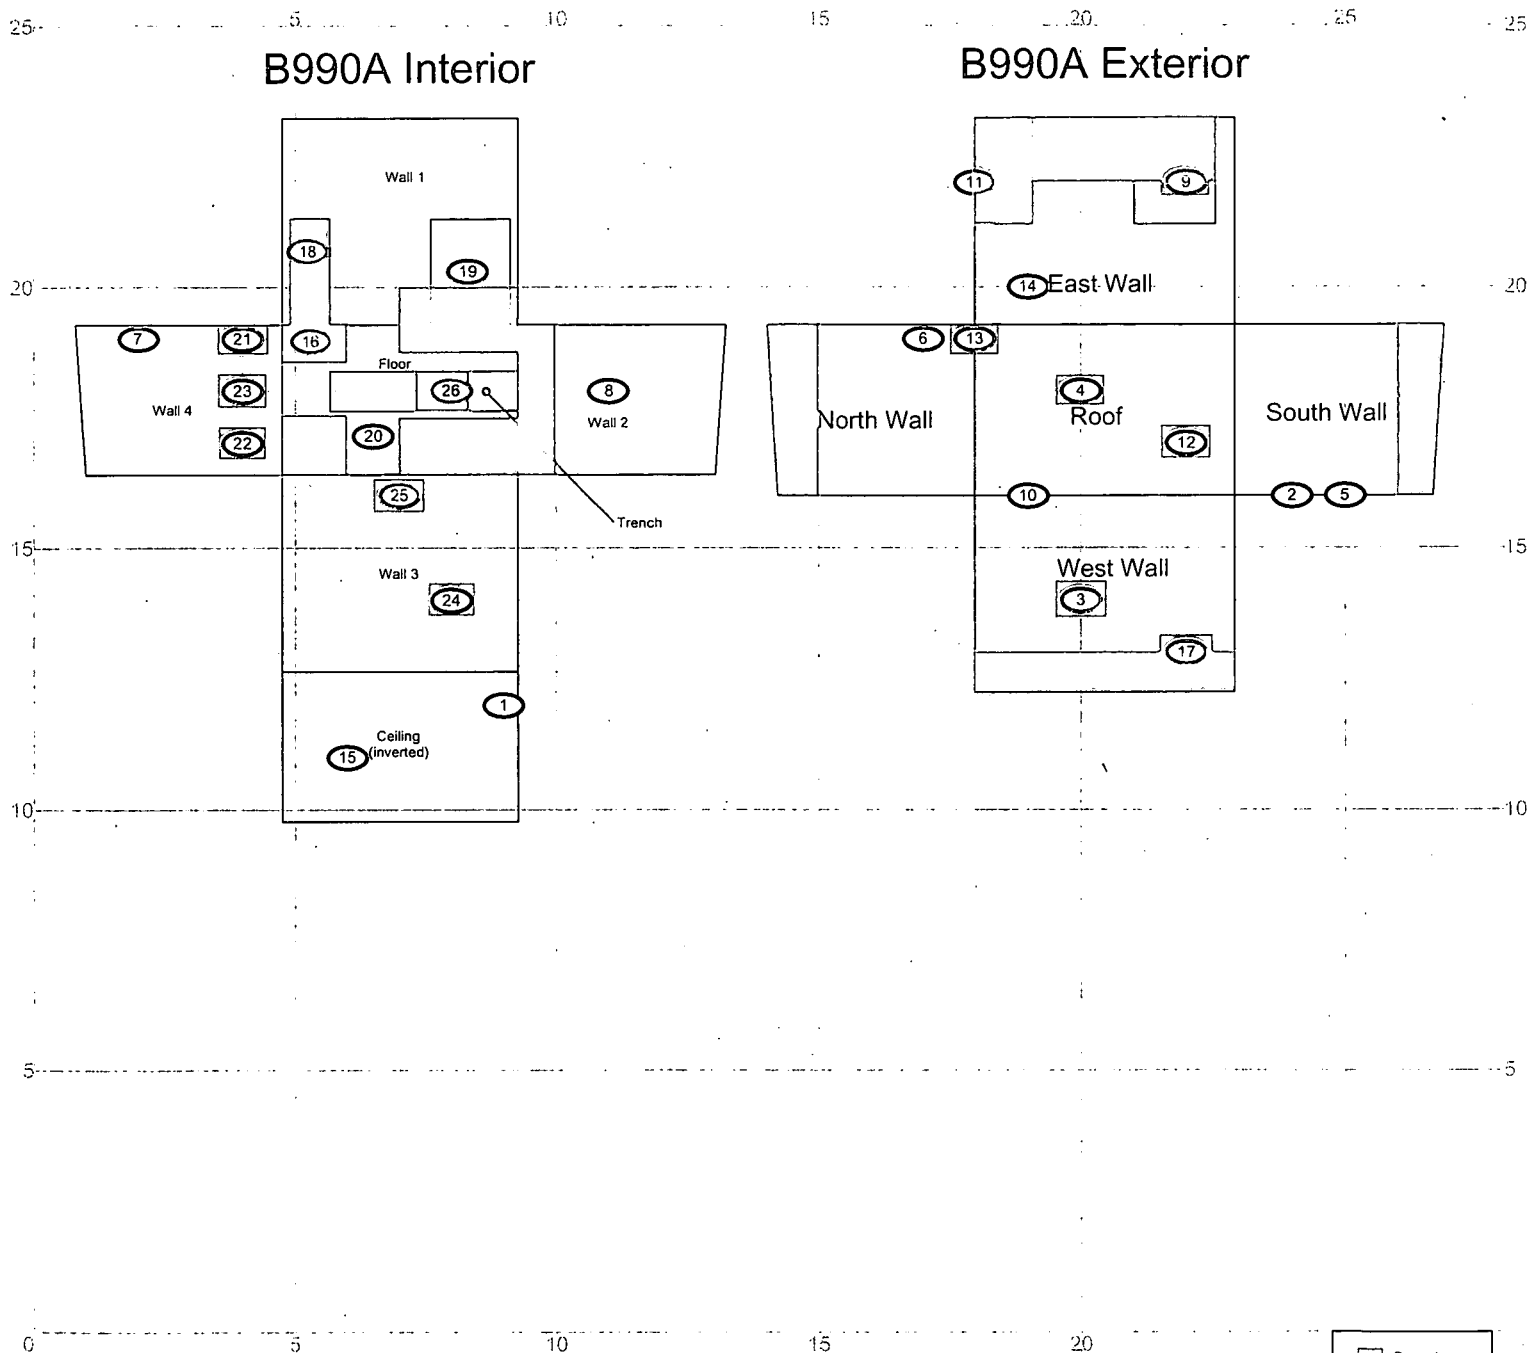 5 10 15 20 25
25 25
B990A Interior B990A Exterior
Wall 1
11 9
18
19
20 14 East Wall 20
7 21 16 6 13
Floor
23 26 8 4
Wall 4 Wall 2 North Wall Roof South Wall
22 20 12
25 10 2 5
Trench
15 15
Wall 3 West Wall
24 3
17
1
Ceiling
(inverted)
15
10 10
5 5
0 5 10 15 20